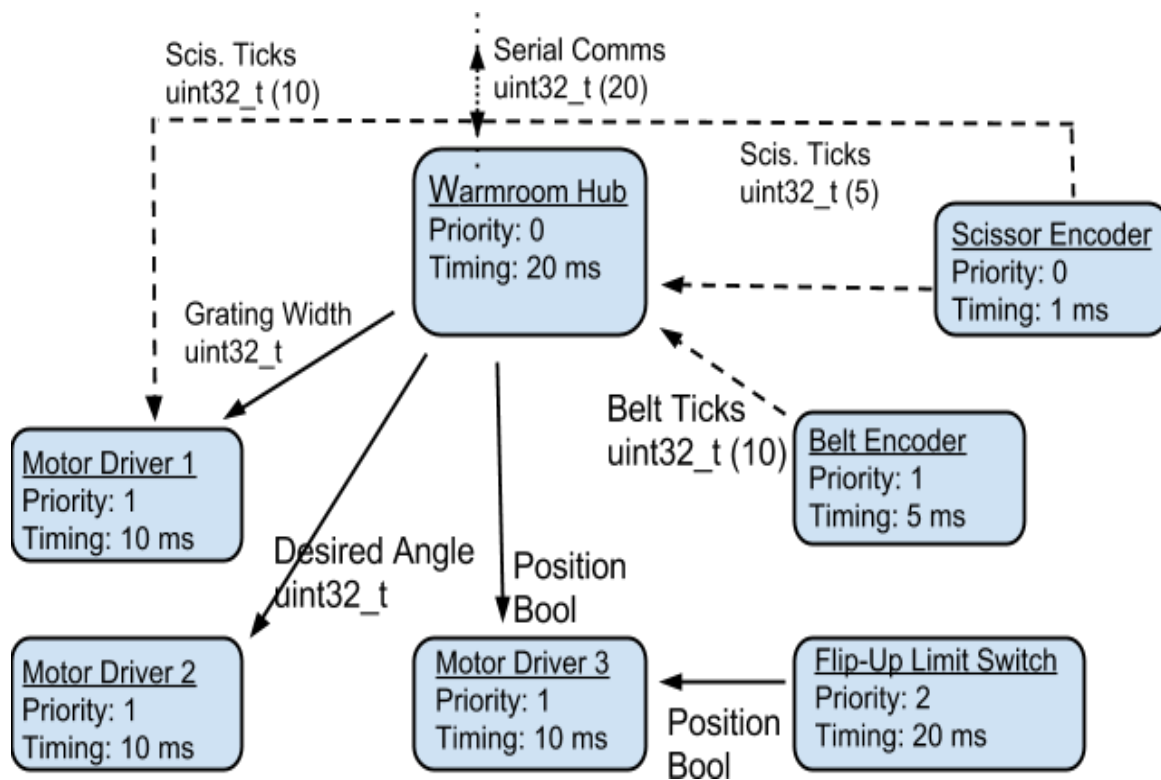 Scis. Ticks
uint32_t (10)
Serial Comms
uint32_t (20)
Scis. Ticks
uint32_t (5)
Warmroom Hub
Priority: 0
Timing: 20 ms
Scissor Encoder
Priority: 0
Timing: 1 ms
Grating Width
uint32_t
Belt Ticks
uint32_t (10)
Belt Encoder
Priority: 1
Timing: 5 ms
Motor Driver 1
Priority: 1
Timing: 10 ms
Desired Angle
uint32_t
Position
Bool
Motor Driver 2
Priority: 1
Timing: 10 ms
Motor Driver 3
Priority: 1
Timing: 10 ms
Position
Bool
Flip-Up Limit Switch
Priority: 2
Timing: 20 ms